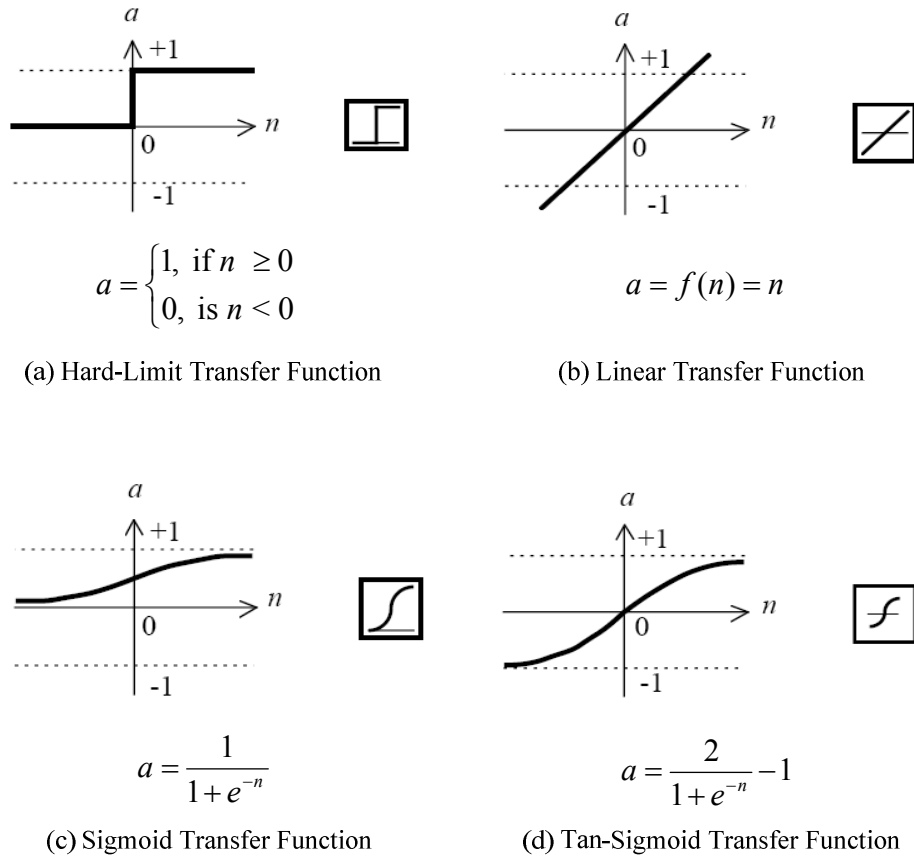 a
+1
n
0
-1
a = {1, if n ≥ 0
0, is n < 0
(a) Hard-Limit Transfer Function
a
+1
n
0
-1
a = f(n) = n
(b) Linear Transfer Function
a
+1
n
0
-1
a = 1 / (1 + e^{-n})
(c) Sigmoid Transfer Function
a
+1
n
0
-1
a = 2 / (1 + e^{-n}) - 1
(d) Tan-Sigmoid Transfer Function